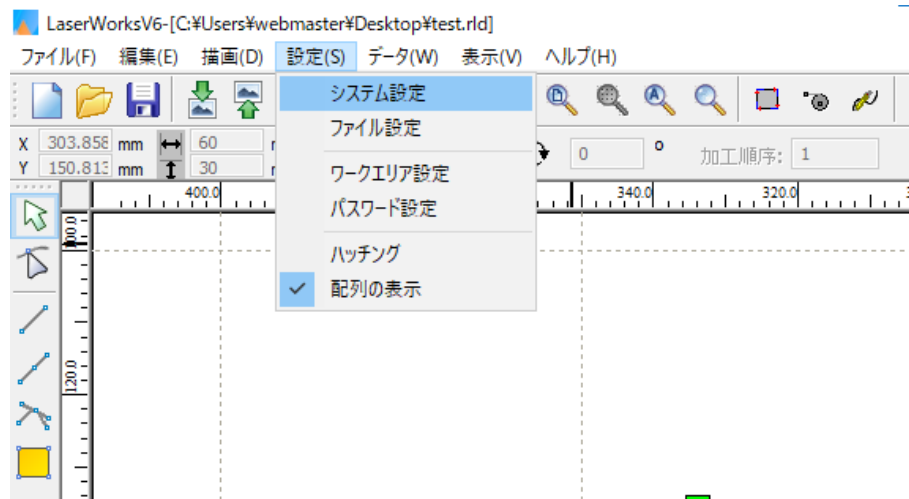 LaserWorksV6-[C:¥Users¥webmaster¥Desktop¥test.rld]
ファイル(F) 編集(E) 描画(D) 設定(S) データ(W) 表示(V) ヘルプ(H)
システム設定
ファイル設定
ワークエリア設定
パスワード設定
ハッチング
配列の表示
X 303.858 mm 60
Y 150.813 mm 30
0 ° 加工順序: 1
400.0 340.0 320.0
120.0